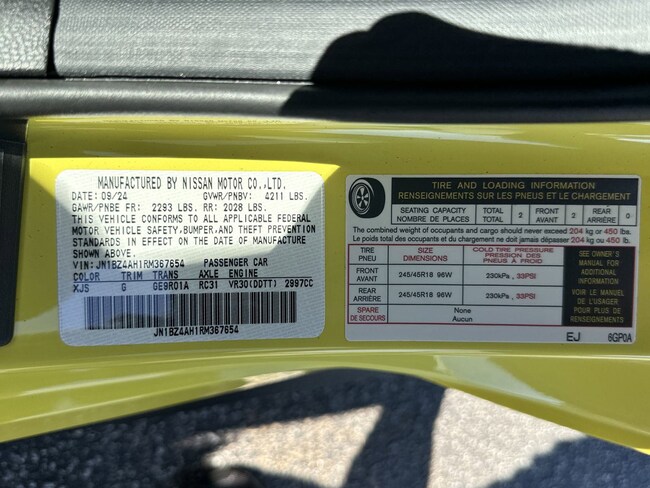 MANUFACTURED BY NISSAN MOTOR CO.,LTD.
DATE: 09/24 GVWR/PNBV: 4211 LBS.
GAWR/PNBE FR: 2293 LBS. RR: 2028 LBS.
THIS VEHICLE CONFORMS TO ALL APPLICABLE FEDERAL
MOTOR VEHICLE SAFETY,BUMPER,AND THEFT PREVENTION
STANDARDS IN EFFECT ON THE DATE OF MANUFACTURE
SHOWN ABOVE.
VIN: JN1BZ4AH1RM367654 PASSENGER CAR
COLOR TRIM TRANS AXLE ENGINE
XJ5 G GE9R01A RC31 VR30(DDTT) 2997CC
JN1BZ4AH1RM367654
TIRE AND LOADING INFORMATION
RENSEIGNEMENTS SUR LES PNEUS ET LE CHARGEMENT
SEATING CAPACITY TOTAL 2 FRONT 2 REAR 0
NOMBRE DE PLACES TOTAL AVANT ARRIÈRE
The combined weight of occupants and cargo should never exceed 204 kg or 450 lbs.
Le poids total des occupants et du chargement ne doit jamais dépasser 204 kg ou 450 lb.
TIRE SIZE COLD TIRE PRESSURE
PNEU DIMENSIONS PRESSION DES PNEUS À FROID
FRONT
AVANT 245/45R18 96W 230kPa , 33PSI
REAR
ARRIÈRE 245/45R18 96W 230kPa , 33PSI
SPARE None
DE SECOURS Aucun
SEE OWNER'S
MANUAL FOR
ADDITIONAL
INFORMATION
VOIR LE MANUEL
DE L'USAGER
POUR PLUS DE
RENSEIGNEMENTS
EJ 6GP0A